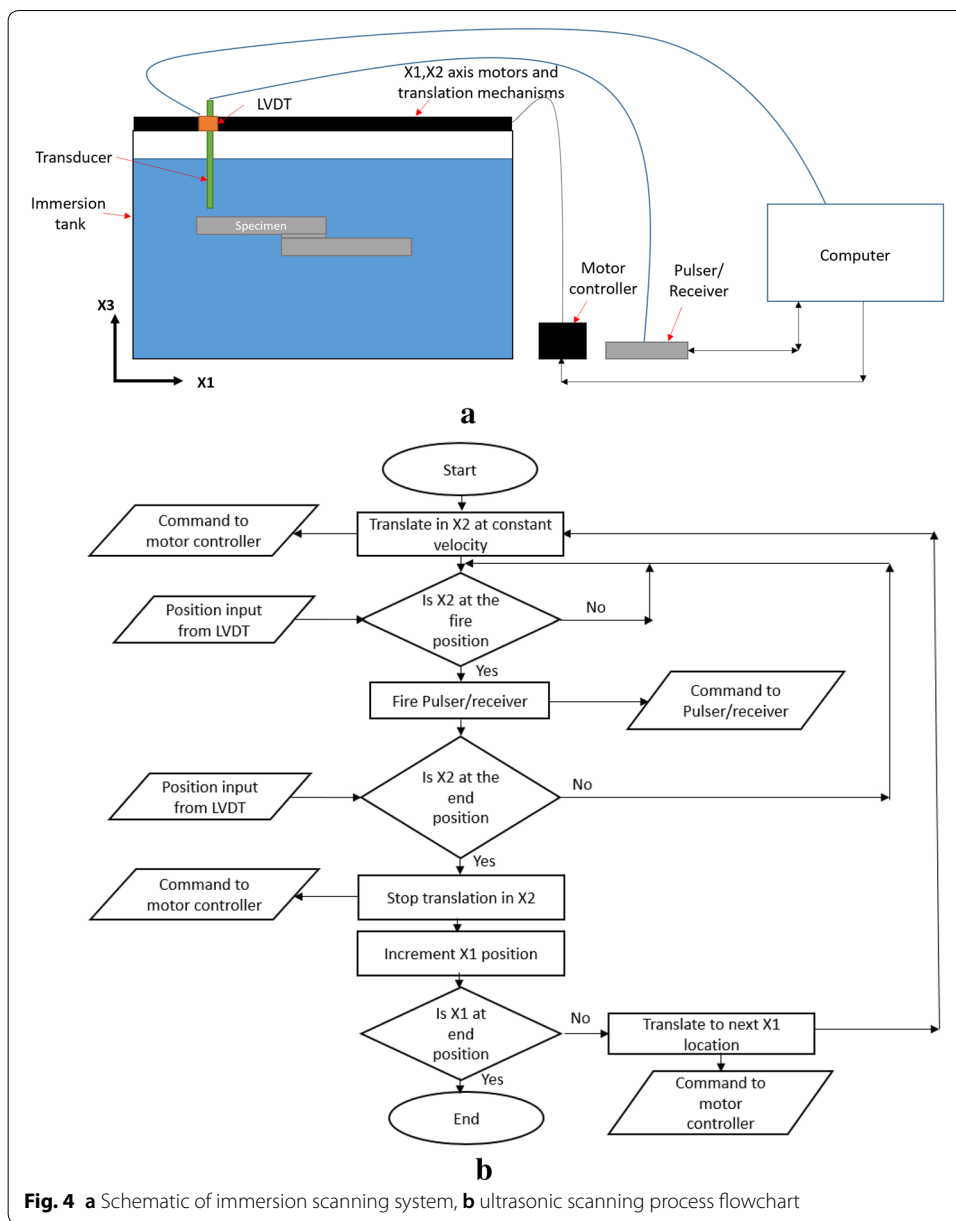 X1,X2 axis motors and
translation mechanisms
LVDT
Transducer
Immersion
tank
Specimen
Computer
Motor
controller
Pulser/
Receiver
X3
X1
a
Start
Command to
motor controller
Translate in X2 at constant
velocity
Position input
from LVDT
Is X2 at the
fire
position
No
Yes
Fire Pulser/receiver
Command to
Pulser/receiver
Position input
from LVDT
Is X2 at the
end
position
No
Yes
Command to
motor controller
Stop translation in X2
Increment X1 position
Is X1 at
end
position
No
Translate to next X1
location
Yes
Command to
motor
controller
End
b
Fig. 4 a Schematic of immersion scanning system, b ultrasonic scanning process flowchart